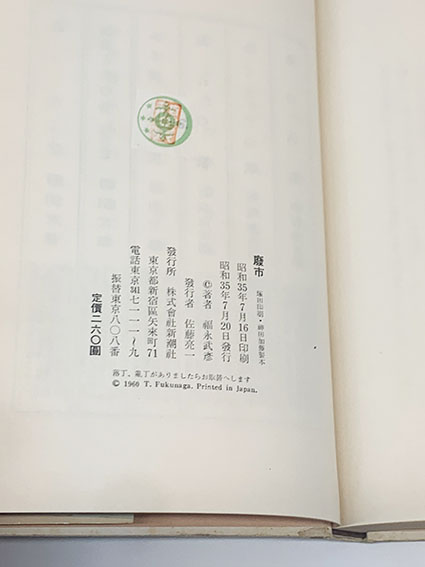 廢市 塚田印刷・神田加藤製本
昭和35年7月16日印刷
昭和35年7月20日發行
©著者 福永武彦
發行者 佐藤亮一
發行所 株式會社新潮社
東京都新宿區矢來町71
電話東京341七一一一～九
振替東京八〇八番
定價二六〇圓
落丁、亂丁がありましたらお取替へします
© 1960 T. Fukunaga. Printed in Japan.